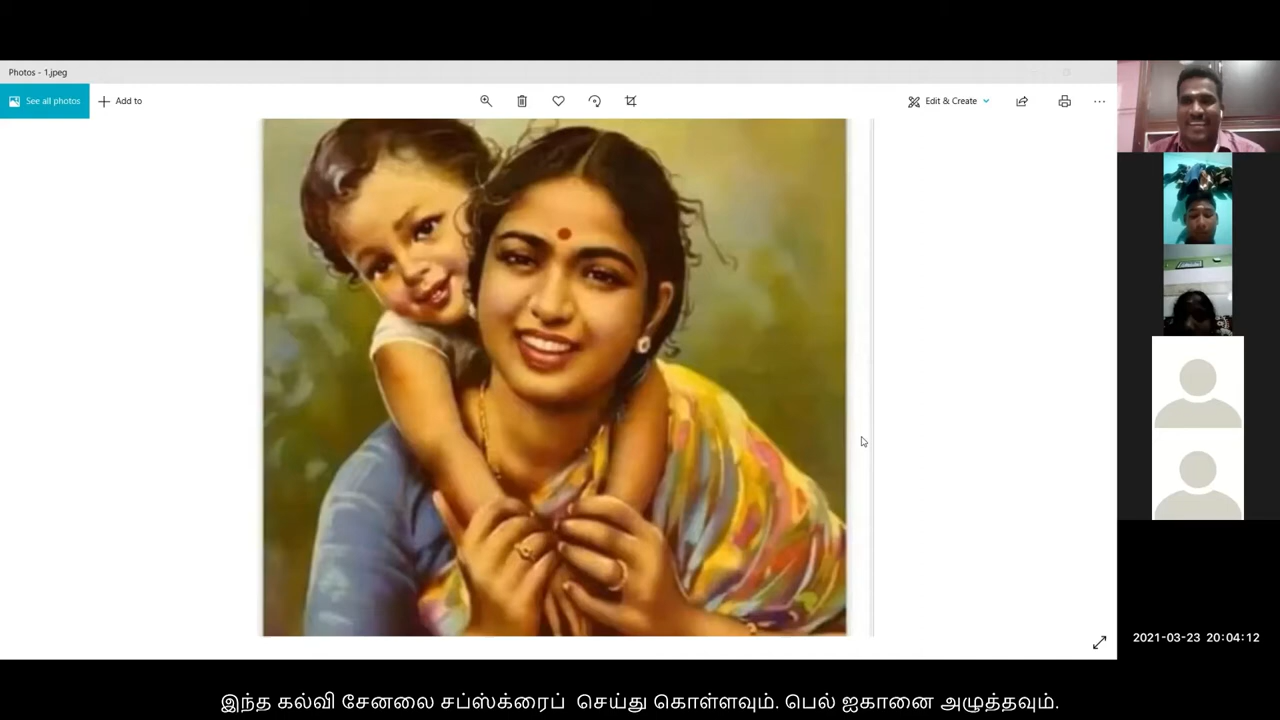 Photos - 1.jpeg
See all photos
Add to
Edit & Create
2021-03-23 20:04:12
இந்த கல்வி சேனலை சப்ஸ்க்ரைப் செய்து கொள்ளவும். பெல் ஐகானை அழுத்தவும்.